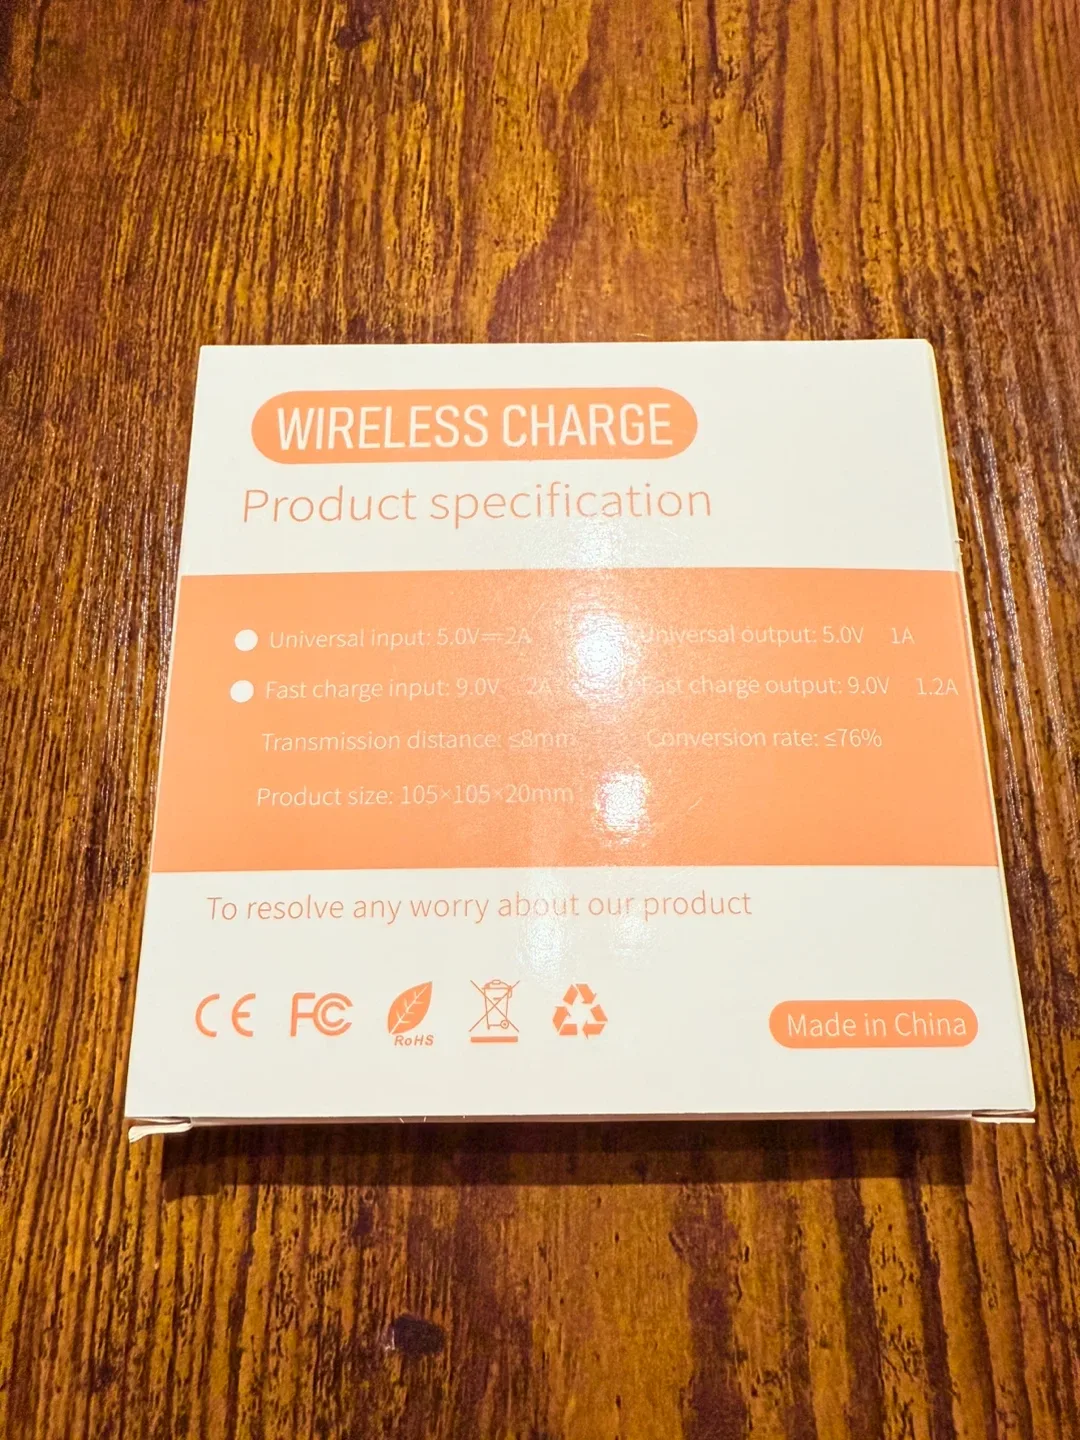 WIRELESS CHARGE
Product specification
Universal input: 5.0V⎓2A Universal output: 5.0V 1A
Fast charge input: 9.0V 2A Fast charge output: 9.0V 1.2A
Transmission distance: ≤8mm Conversion rate: ≤76%
Product size: 105×105×20mm
To resolve any worry about our product
CE FC RoHS
Made in China